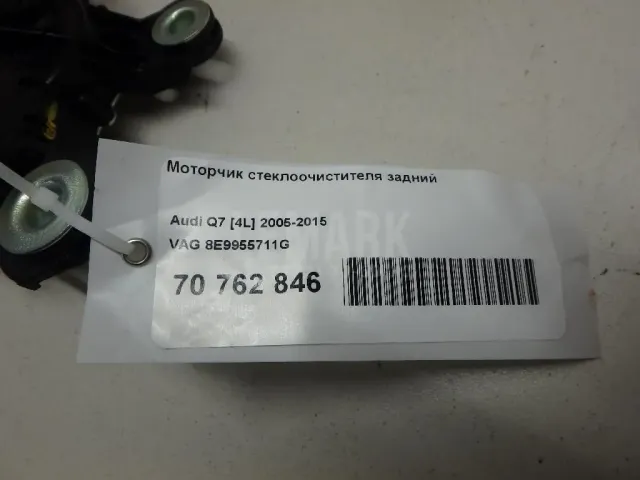 Моторчик стеклоочистителя задний
Audi Q7 [4L] 2005-2015
VAG 8E9955711G
70 762 846